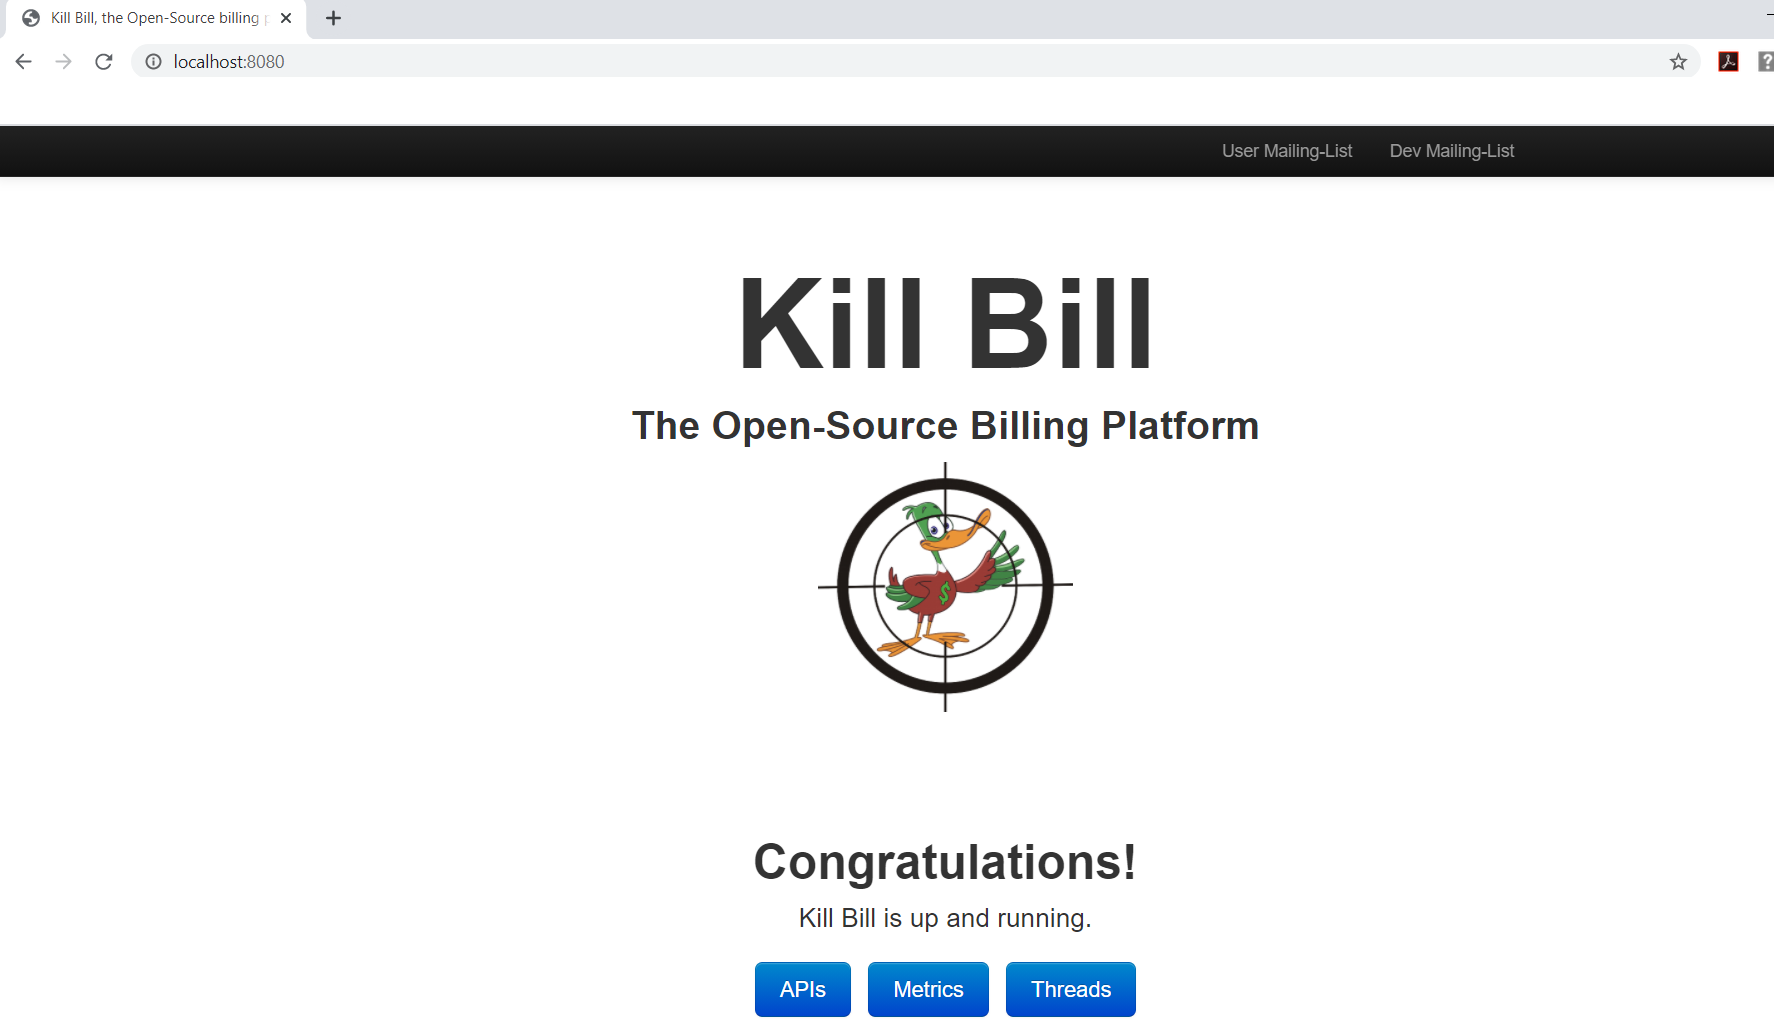 Kill Bill, the Open-Source billing
localhost:8080
User Mailing-List Dev Mailing-List
Kill Bill
The Open-Source Billing Platform
$
Congratulations!
Kill Bill is up and running.
APIs Metrics Threads